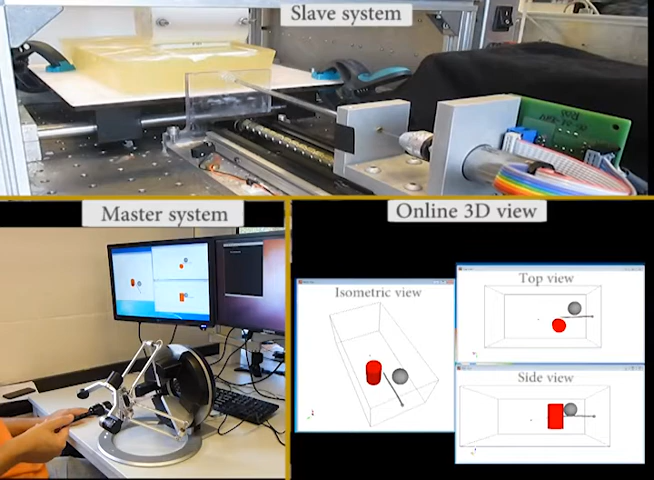 Slave system
Master system
Online 3D view
Isometric view
Top view
Side view